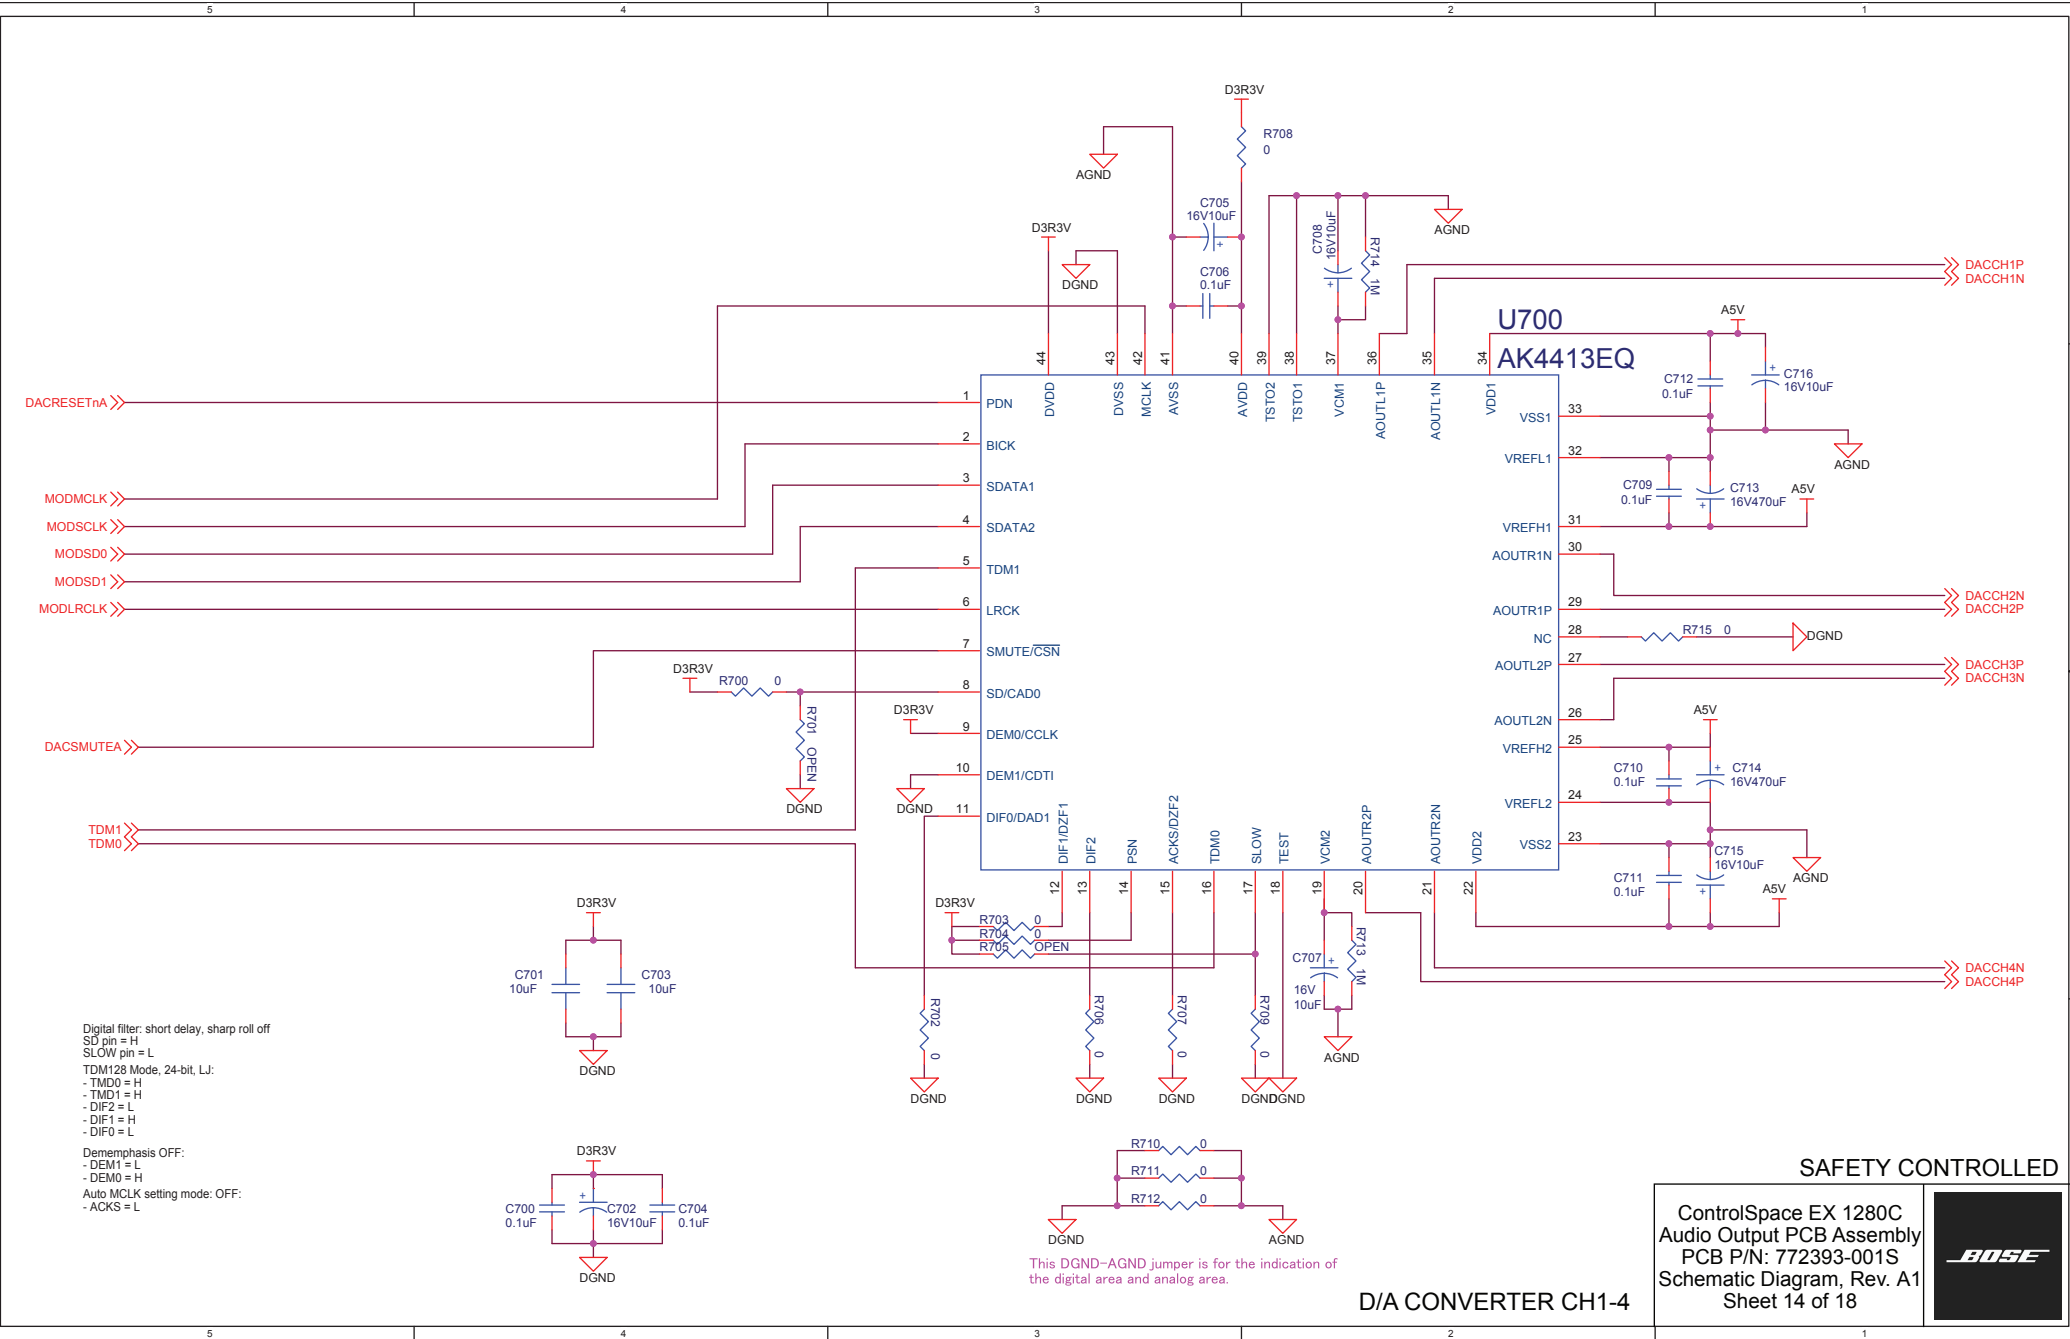 5
4
3
2
1
D3R3V
R708
0
AGND
C705
16V10uF
+
D3R3V
DGND
C706
0.1uF
C708
16V10uF
+
R714
1M
AGND
DACCH1P
DACCH1N
U700
AK4413EQ
A5V
C712
0.1uF
+
C716
16V10uF
AGND
C709
0.1uF
C713
16V470uF
+
A5V
44
43
42
41
40
39
38
37
36
35
34
DVDD
DVSS
MCLK
AVSS
AVDD
TSTO2
TSTO1
VCM1
AOUTL1P
AOUTL1N
VDD1
DACRESETnA
MODMCLK
MODSCLK
MODSD0
MODSD1
MODLRCLK
DACSMUTEA
TDM1
TDM0
1
PDN
2
BICK
3
SDATA1
4
SDATA2
5
TDM1
6
LRCK
7
SMUTE/CSN
8
SD/CAD0
9
DEM0/CCLK
10
DEM1/CDTI
11
DIF0/DAD1
D3R3V
R700 0
R701 OPEN
DGND
D3R3V
DGND
VSS1
33
VREFL1
32
VREFH1
31
AOUTR1N
30
AOUTR1P
29
NC
28
AOUTL2P
27
AOUTL2N
26
VREFH2
25
VREFL2
24
VSS2
23
DACCH2N
DACCH2P
R715 0
DGND
DACCH3P
DACCH3N
A5V
C710
0.1uF
+
C714
16V470uF
AGND
C711
0.1uF
C715
16V10uF
+
A5V
DIF1/DZF1
DIF2
PSN
ACKS/DZF2
TDM0
SLOW
TEST
VCM2
AOUTR2P
AOUTR2N
VDD2
12
13
14
15
16
17
18
19
20
21
22
D3R3V
R703 0
R704 0
R705 OPEN
C707
16V
10uF
+
R713
1M
AGND
DACCH4N
DACCH4P
R702
0
DGND
R706
0
DGND
R707
0
DGND
R709
0
DGND
DGND
D3R3V
C701
10uF
C703
10uF
DGND
Digital filter: short delay, sharp roll off
SD pin = H
SLOW pin = L
TDM128 Mode, 24-bit, LJ:
- TMD0 = H
- TMD1 = H
- DIF2 = L
- DIF1 = H
- DIF0 = L
Dememphasis OFF:
- DEM1 = L
- DEM0 = H
Auto MCLK setting mode: OFF:
- ACKS = L
D3R3V
C700
0.1uF
+
C702
16V10uF
C704
0.1uF
DGND
R710 0
R711 0
R712 0
DGND
AGND
This DGND-AGND jumper is for the indication of
the digital area and analog area.
D/A CONVERTER CH1-4
SAFETY CONTROLLED
ControlSpace EX 1280C
Audio Output PCB Assembly
PCB P/N: 772393-001S
Schematic Diagram, Rev. A1
Sheet 14 of 18
BOSE
5
4
3
2
1